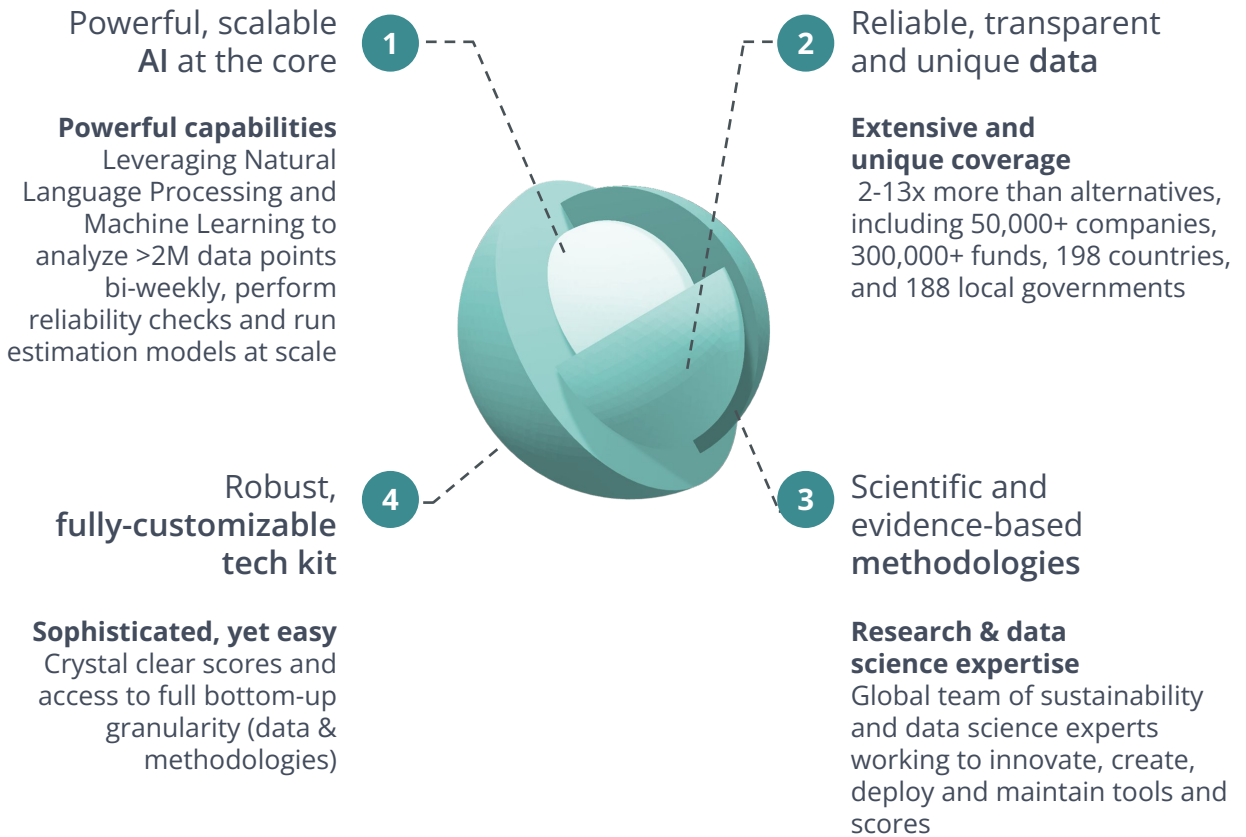 1
Powerful, scalable
AI at the core
Powerful capabilities
Leveraging Natural
Language Processing and
Machine Learning to
analyze >2M data points
bi-weekly, perform
reliability checks and run
estimation models at scale
2
Reliable, transparent
and unique data
Extensive and
unique coverage
2-13x more than alternatives,
including 50,000+ companies,
300,000+ funds, 198 countries,
and 188 local governments
3
Scientific and
evidence-based
methodologies
Research & data
science expertise
Global team of sustainability
and data science experts
working to innovate, create,
deploy and maintain tools and
scores
4
Robust,
fully-customizable
tech kit
Sophisticated, yet easy
Crystal clear scores and
access to full bottom-up
granularity (data &
methodologies)